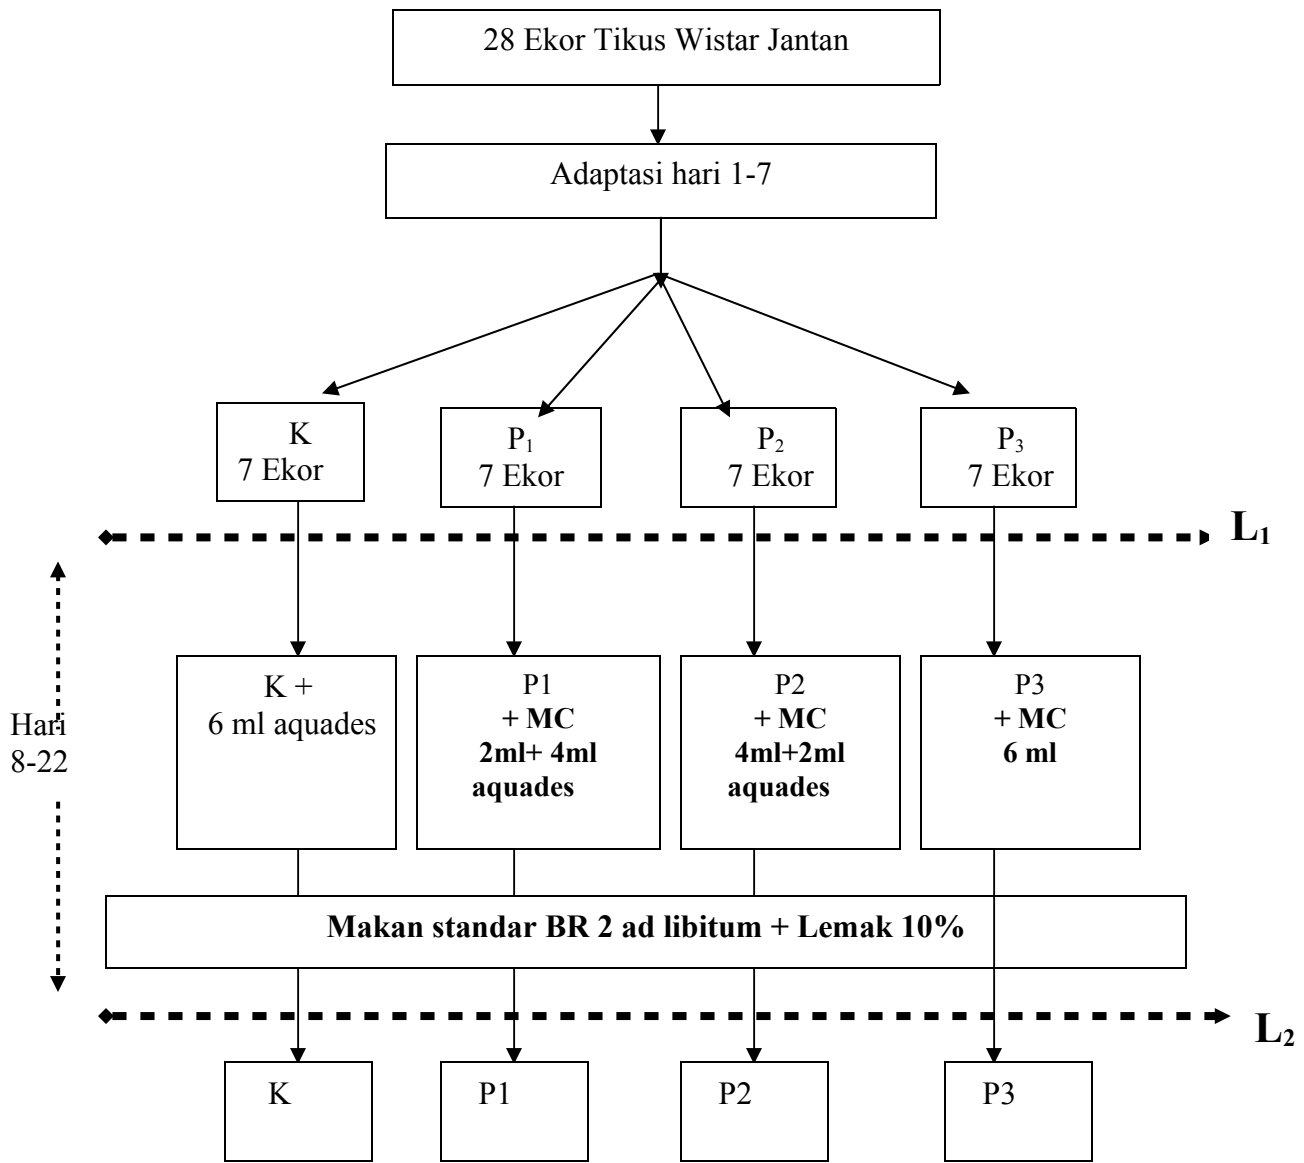 28 Ekor Tikus Wistar Jantan
Adaptasi hari 1-7
K
7 Ekor
P₁
7 Ekor
P₂
7 Ekor
P₃
7 Ekor
L₁
Hari
8-22
K +
6 ml aquades
P1
+ MC
2ml+ 4ml
aquades
P2
+ MC
4ml+2ml
aquades
P3
+ MC
6 ml
Makan standar BR 2 ad libitum + Lemak 10%
L₂
K
P1
P2
P3